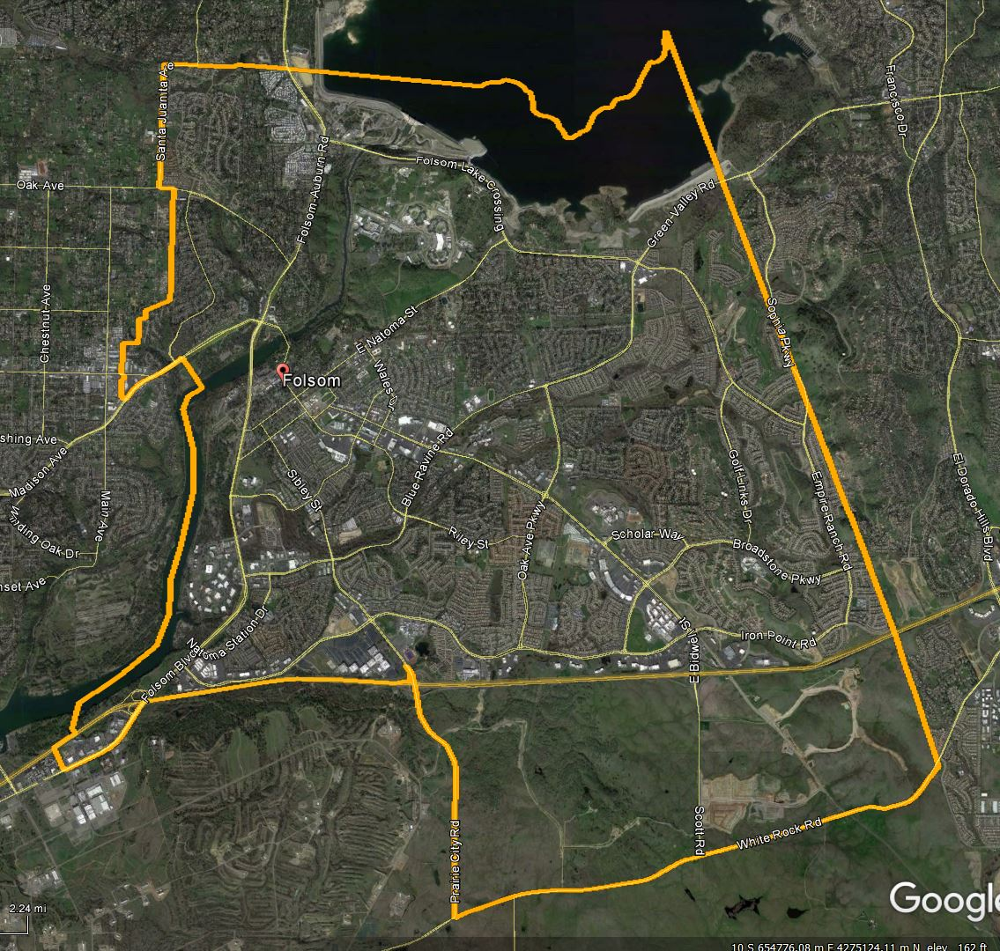 Santa Juanita Ave
Francisco Dr
Folsom Lake Crossing
Oak Ave
Folsom-Auburn Rd
Green-Valley Rd
Chestnut-Ave
E Natoma-St
Sophia Pkwy
Folsom
Wales
shing Ave
Blue-Ravine-Rd
Madison-Ave
Golf-Links-Dr
El Dorado Hills-Blvd
Sibley-St
Main-Ave
Empire-Ranch-Rd
Winding Oak Dr
Riley-St
Oak-Ave-Pkwy
Scholar Way
Broadstone-Pkwy
nset Ave
Natoma Station-Dr
Iron Point-Rd
E Bidwell St
Folsom Blvd
Scott-Rd
White Rock Rd
Prairie-City-Rd
2.24 mi
Google
10 S 654776.08 m E 4275124.11 m N elev 162 ft